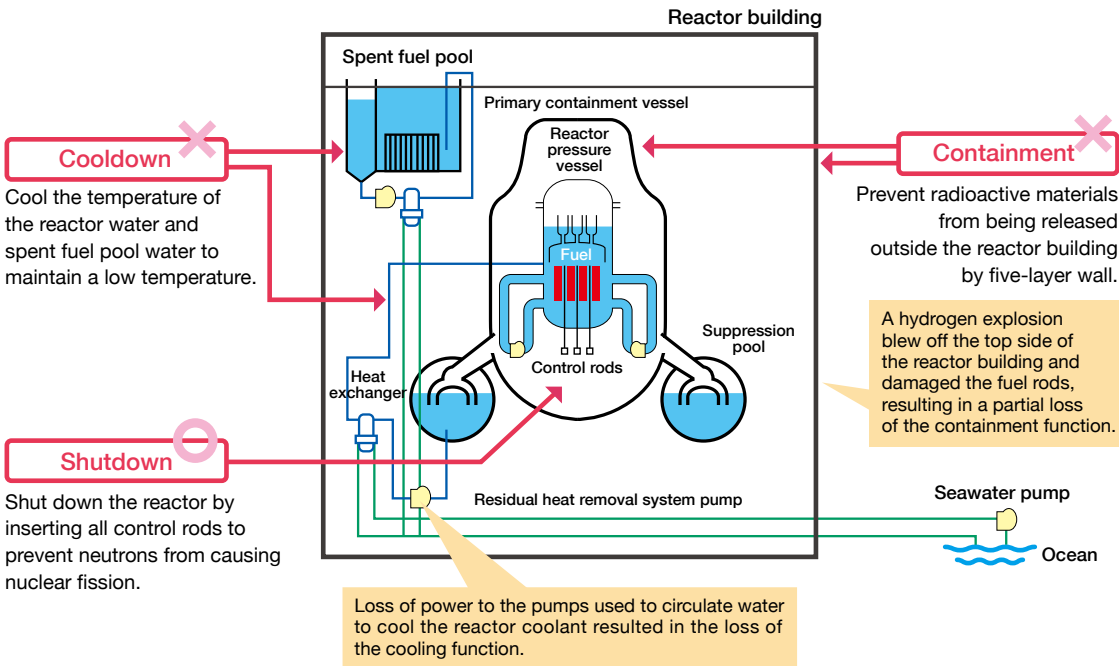 Reactor building
Spent fuel pool
Primary containment vessel
Reactor
pressure
vessel
Cooldown
Cool the temperature of
the reactor water and
spent fuel pool water to
maintain a low temperature.
Containment
Prevent radioactive materials
from being released
outside the reactor building
by five-layer wall.
Fuel
A hydrogen explosion
blew off the top side of
the reactor building and
damaged the fuel rods,
resulting in a partial loss
of the containment function.
Suppression
pool
Control rods
Heat
exchanger
Shutdown
Shut down the reactor by
inserting all control rods to
prevent neutrons from causing
nuclear fission.
Residual heat removal system pump
Seawater pump
Ocean
Loss of power to the pumps used to circulate water
to cool the reactor coolant resulted in the loss of
the cooling function.